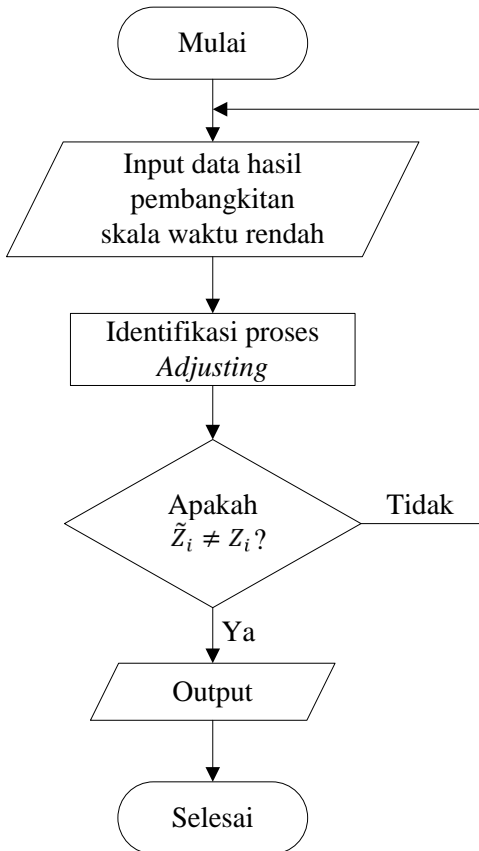 Mulai
Input data hasil
pembangkitan
skala waktu rendah
Identifikasi proses
Adjusting
Apakah
Z̃ᵢ ≠ Zᵢ?
Tidak
Ya
Output
Selesai